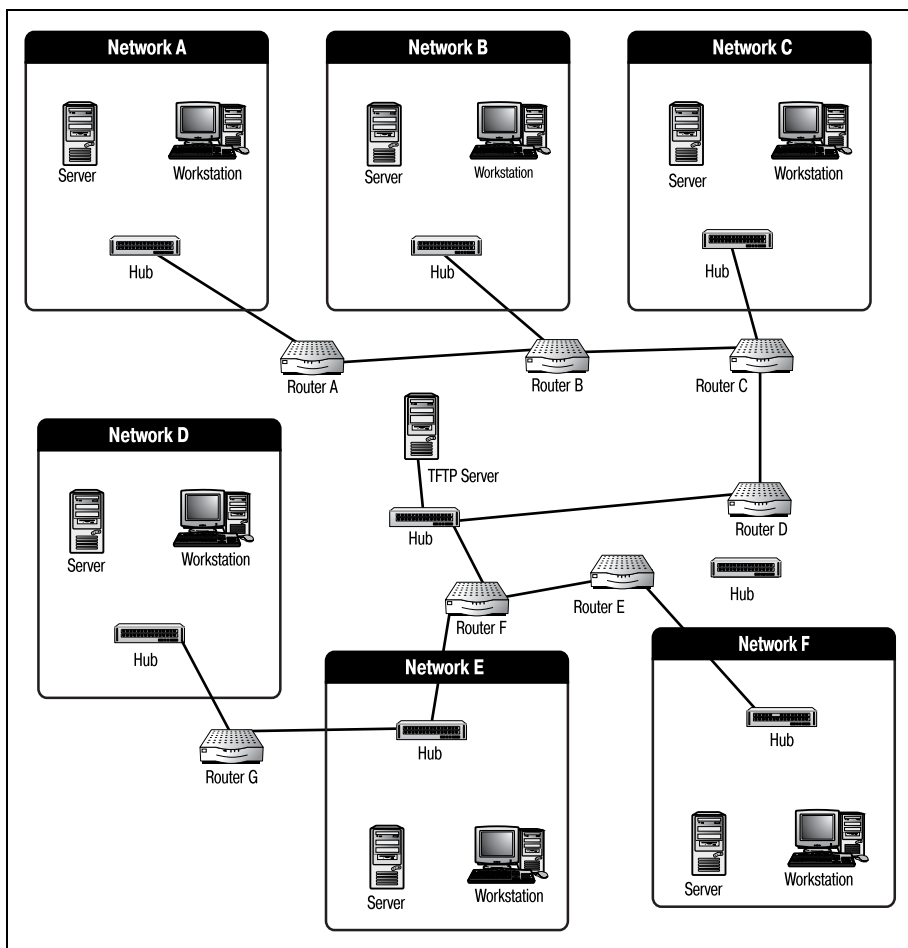 Network A
Network B
Network C
Server
Workstation
Server
Workstation
Server
Workstation
Hub
Hub
Hub
Router A
Router B
Router C
Network D
TFTP Server
Server
Workstation
Hub
Router D
Hub
Router E
Router F
Hub
Network E
Network F
Hub
Hub
Router G
Server
Workstation
Server
Workstation